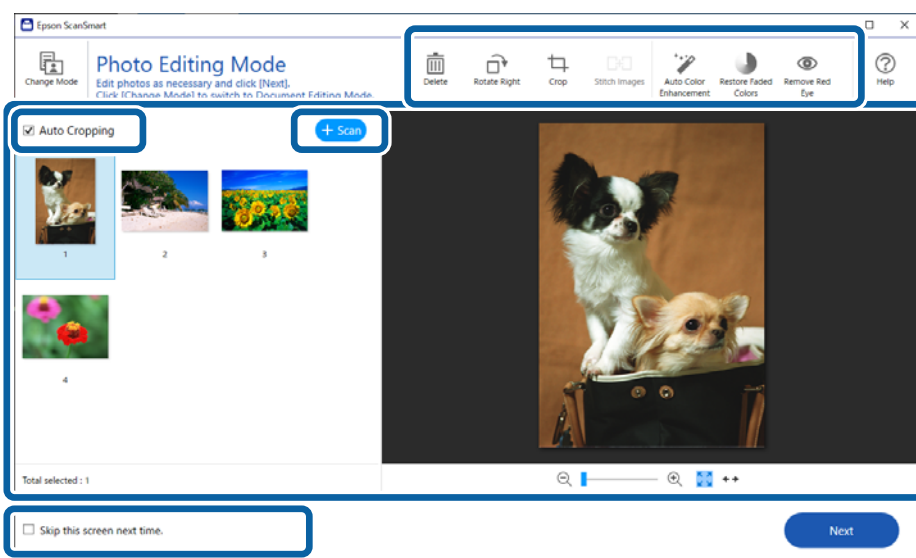 Epson ScanSmart
Change Mode
Photo Editing Mode
Edit photos as necessary and click [Next].
Click [Change Mode] to switch to Document Editing Mode.
Delete
Rotate Right
Crop
Stitch Images
Auto Color
Enhancement
Restore Faded
Colors
Remove Red
Eye
Help
Auto Cropping
+ Scan
1
2
3
4
Total selected : 1
Skip this screen next time.
Next